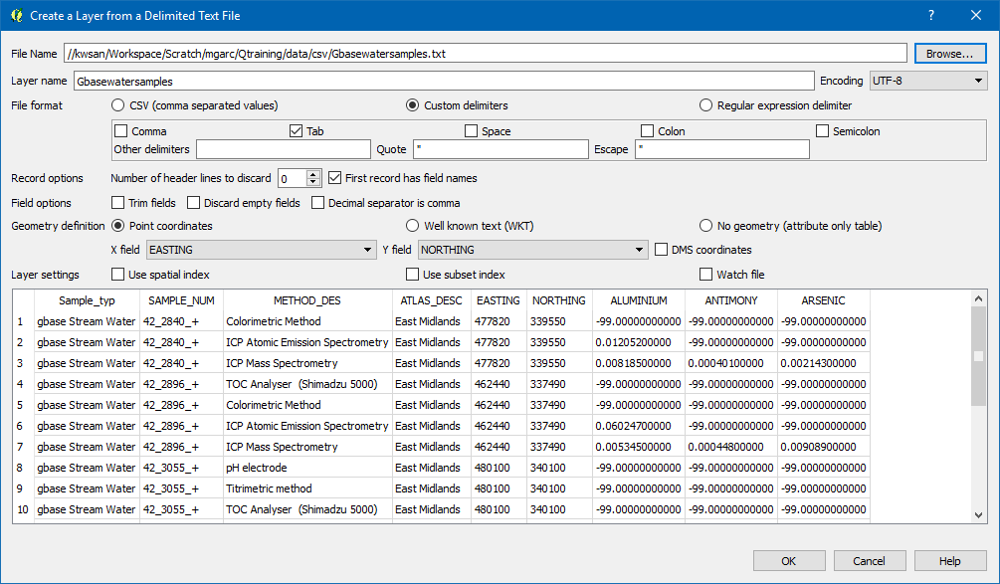 Create a Layer from a Delimited Text File ?
File Name //kwsan/Workspace/Scratch/mgarc/Qtraining/data/csv/Gbasewatersamples.txt Browse...
Layer name Gbasewatersamples Encoding UTF-8
File format CSV (comma separated values) Custom delimiters Regular expression delimiter
Comma Tab Space Colon Semicolon
Other delimiters Quote " Escape "
Record options Number of header lines to discard 0 First record has field names
Field options Trim fields Discard empty fields Decimal separator is comma
Geometry definition Point coordinates Well known text (WKT) No geometry (attribute only table)
X field EASTING Y field NORTHING DMS coordinates
Layer settings Use spatial index Use subset index Watch file
Sample_typ SAMPLE_NUM METHOD_DES ATLAS_DESC EASTING NORTHING ALUMINIUM ANTIMONY ARSENIC
1 gbase Stream Water 42_2840_+ Colorimetric Method East Midlands 477820 339550 -99.00000000000 -99.00000000000 -99.00000000000
2 gbase Stream Water 42_2840_+ ICP Atomic Emission Spectrometry East Midlands 477820 339550 0.01205200000 -99.00000000000 -99.00000000000
3 gbase Stream Water 42_2840_+ ICP Mass Spectrometry East Midlands 477820 339550 0.00818500000 0.00040100000 0.00214300000
4 gbase Stream Water 42_2896_+ TOC Analyser (Shimadzu 5000) East Midlands 462440 337490 -99.00000000000 -99.00000000000 -99.00000000000
5 gbase Stream Water 42_2896_+ Colorimetric Method East Midlands 462440 337490 -99.00000000000 -99.00000000000 -99.00000000000
6 gbase Stream Water 42_2896_+ ICP Atomic Emission Spectrometry East Midlands 462440 337490 0.06024700000 -99.00000000000 -99.00000000000
7 gbase Stream Water 42_2896_+ ICP Mass Spectrometry East Midlands 462440 337490 0.00534500000 0.00044800000 0.00908900000
8 gbase Stream Water 42_3055_+ pH electrode East Midlands 480100 340100 -99.00000000000 -99.00000000000 -99.00000000000
9 gbase Stream Water 42_3055_+ Titrimetric method East Midlands 480100 340100 -99.00000000000 -99.00000000000 -99.00000000000
10 gbase Stream Water 42_3055_+ TOC Analyser (Shimadzu 5000) East Midlands 480100 340100 -99.00000000000 -99.00000000000 -99.00000000000
OK Cancel Help